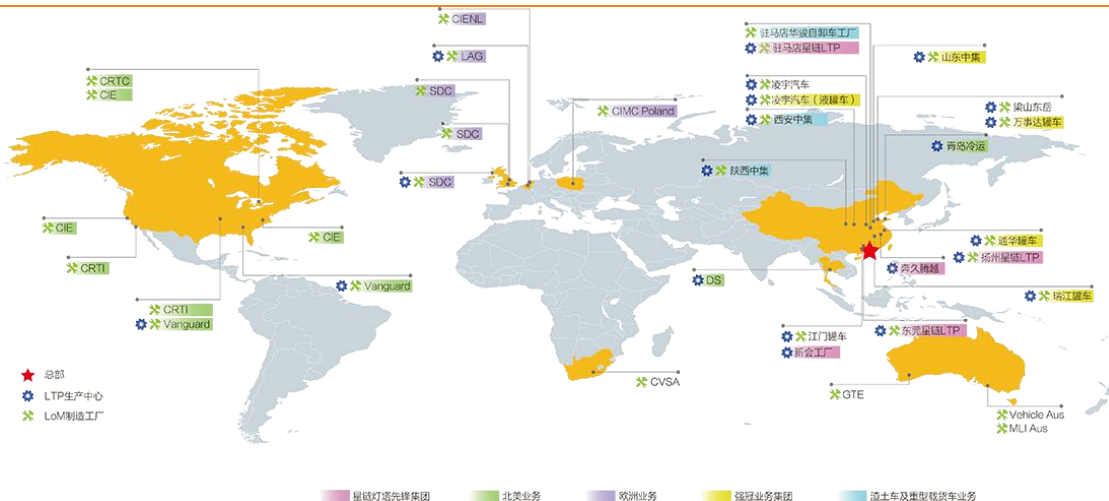 CIENL
LAG
CRTC
CIE
SDC
SDC
SDC
CIMC Poland
驻马店华骏自卸车工厂
驻马店星链LTP
山东中集
凌宇汽车
凌宇汽车（液罐车）
西安中集
梁山东岳
万事达罐车
青岛冷运
陕西中集
CIE
CIE
CRTI
CRTI
Vanguard
Vanguard
DS
通华罐车
扬州星链LTP
奔久腾越
瑞江罐车
江门罐车
新会工厂
东莞星链LTP
CVSA
GTE
Vehicle Aus
MLI Aus
总部
LTP生产中心
LoM制造工厂
星链灯塔先锋集团
北美业务
欧洲业务
强冠业务集团
渣土车及重型载货车业务